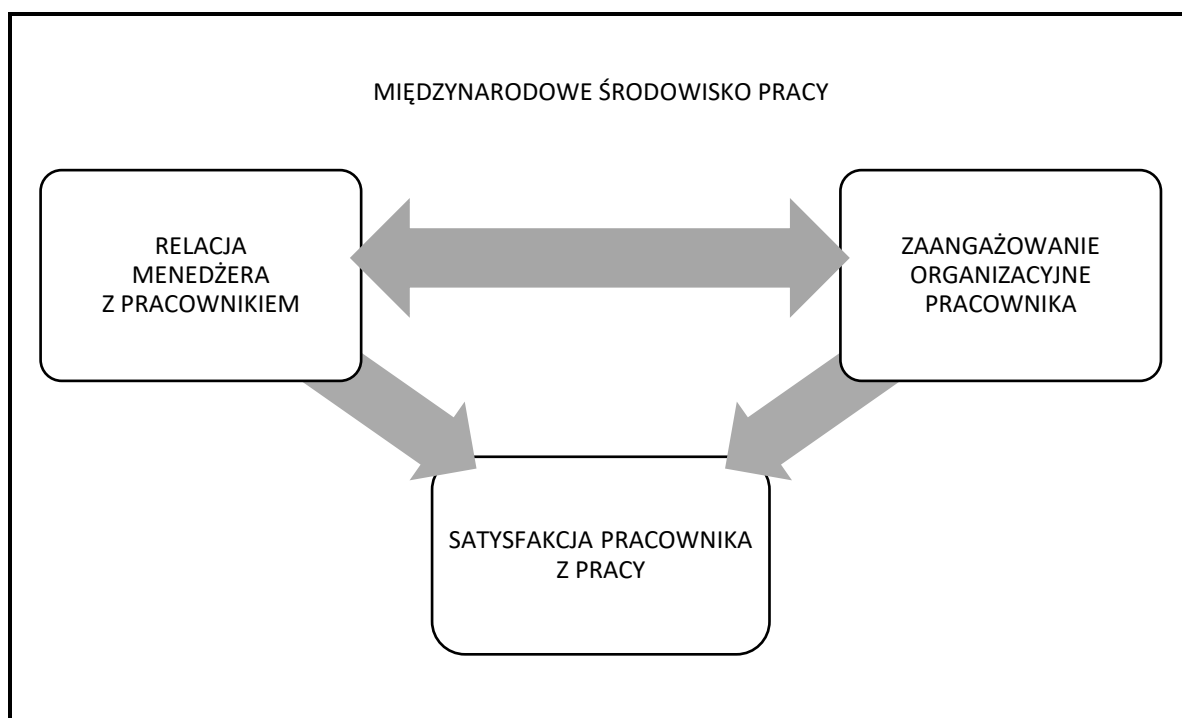 MIĘDZYNARODOWE ŚRODOWISKO PRACY
RELACJA
MENEDŻERA
Z PRACOWNIKIEM
ZAANGAŻOWANIE
ORGANIZACYJNE
PRACOWNIKA
SATYSFAKCJA PRACOWNIKA
Z PRACY